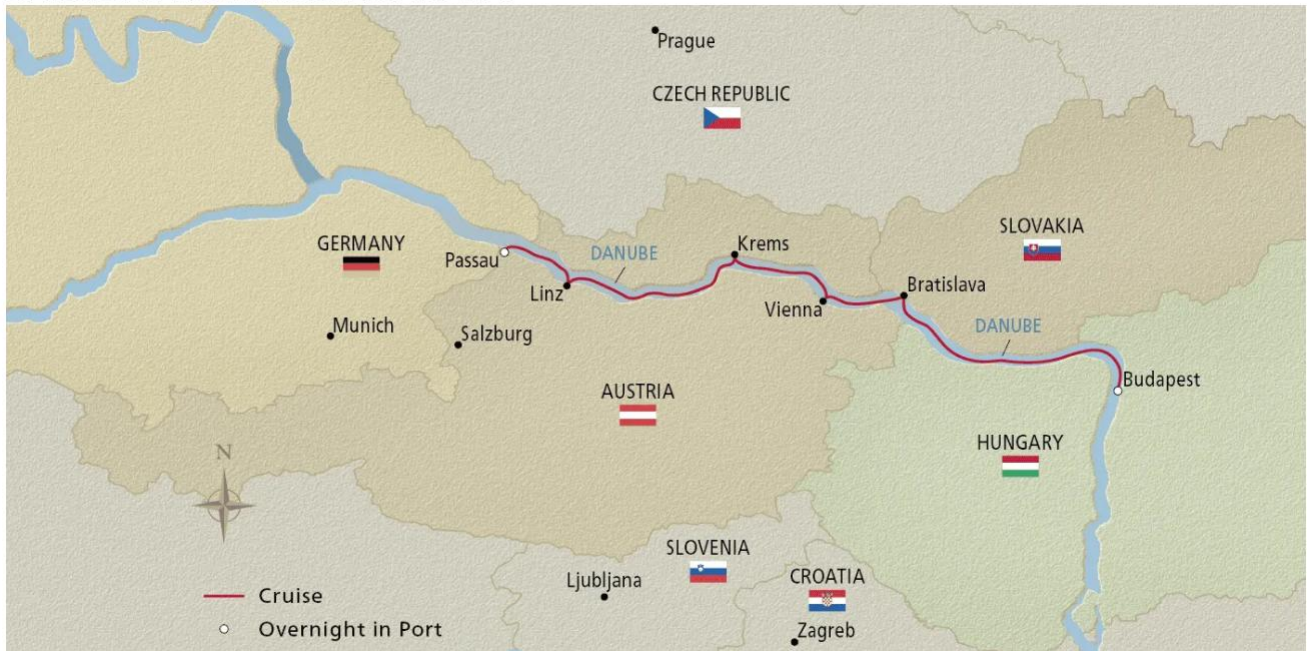 Prague
CZECH REPUBLIC
SLOVAKIA
GERMANY
Passau
DANUBE
Krems
Linz
Vienna
Bratislava
Munich
Salzburg
DANUBE
Budapest
AUSTRIA
HUNGARY
N
SLOVENIA
Ljubljana
CROATIA
Zagreb
Cruise
Overnight in Port